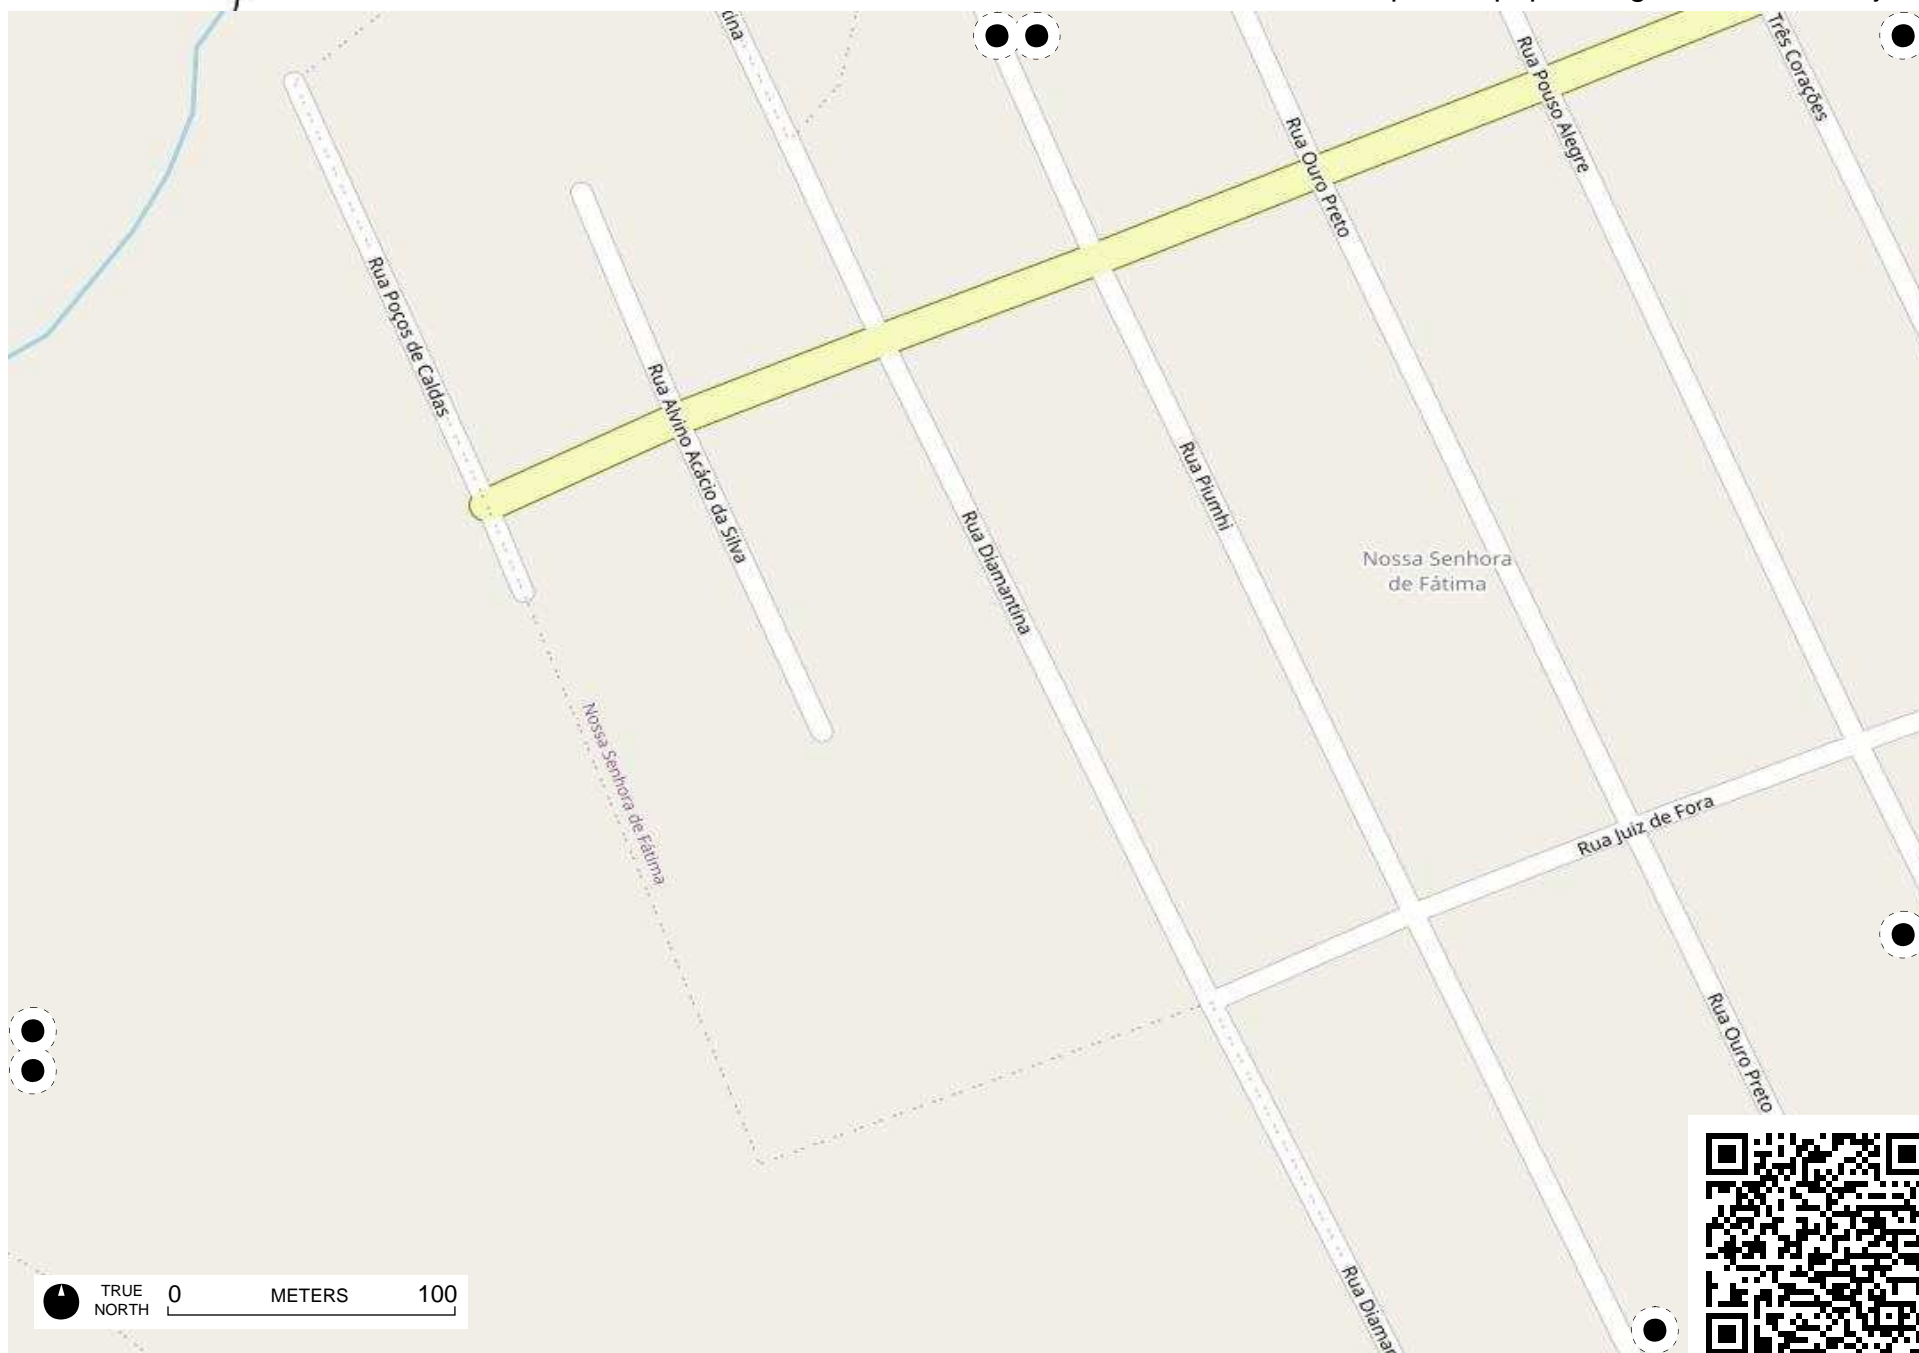 Três Corações
Rua Pouso Alegre
Rua Ouro Preto
Rua Poços de Caldas
Rua Alvino Acácio da Silva
Rua Piumhi
Rua Diamantina
Nossa Senhora
de Fátima
Nossa Senhora de Fátima
Rua Juiz de Fora
Rua Ouro Preto
Rua Diamar
TRUE
NORTH
0 METERS 100